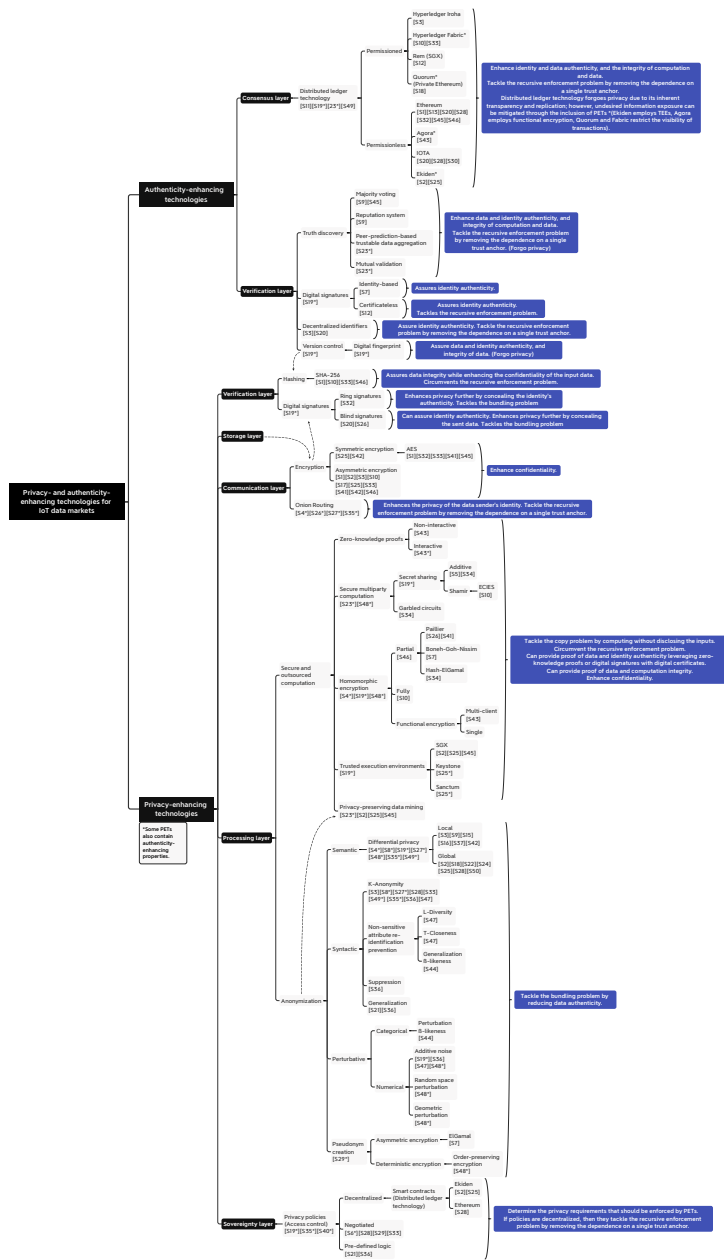 Hyperledger Iroha
[S3]
Hyperledger Fabric*
[S10][S33]
Rem (SGX)
[S12]
Quorum*
(Private Ethereum)
[S18]
Permissioned
Ethereum
[S1][S13][S20][S28]
[S32][S45][S46]
Agora*
[S43]
IOTA
[S20][S28][S30]
Ekiden*
[S2][S25]
Permissionless
Consensus layer
Distributed ledger
technology
[S11][S19*][23*][S49]
Enhance identity and data authenticity, and the integrity of computation
and data.
Tackle the recursive enforcement problem by removing the dependence on
a single trust anchor.
Distributed ledger technology forgoes privacy due to its inherent
transparency and replication; however, undesired information exposure can
be mitigated through the inclusion of PETs *(Ekiden employs TEEs, Agora
employs functional encryption, Quorum and Fabric restrict the visibility of
transactions).
Authenticity-enhancing
technologies
Verification layer
Truth discovery
Majority voting
[S9][S45]
Reputation system
[S9]
Peer-prediction-based
trustable data aggregation
[S23*]
Mutual validation
[S23*]
Enhance data and identity authenticity, and
integrity of computation and data.
Tackle the recursive enforcement problem
by removing the dependence on a single
trust anchor. (Forgo privacy)
Digital signatures
[S19*]
Identity-based
[S7]
Assures identity authenticity.
Certificateless
[S12]
Assures identity authenticity.
Tackles the recursive enforcement problem.
Decentralized identifiers
[S3][S20]
Assure identity authenticity. Tackle the recursive enforcement
problem by removing the dependence on a single trust anchor.
Version control
[S19*]
Digital fingerprint
[S19*]
Assure data and identity authenticity, and
integrity of data. (Forgo privacy)
Verification layer
Hashing
SHA-256
[S1][S10][S33][S46]
Assures data integrity while enhancing the confidentiality of the input data.
Circumvents the recursive enforcement problem.
Digital signatures
[S19*]
Ring signatures
[S32]
Enhances privacy further by concealing the identity's
authenticity. Tackles the bundling problem
Blind signatures
[S20][S26]
Can assure identity authenticity. Enhances privacy further by concealing
the sent data. Tackles the bundling problem
Storage layer
Communication layer
Encryption
Symmetric encryption
[S25][S42]
AES
[S1][S32][S33][S41][S45]
Asymmetric encryption
[S1][S2][S3][S10]
[S17][S25][S33]
[S41][S42][S46]
Enhance confidentiality.
Onion Routing
[S4*][S26*][S27*][S35*]
Enhances the privacy of the data sender's identity. Tackle the recursive
enforcement problem by removing the dependence on a single trust anchor.
Privacy- and authenticity-
enhancing technologies for
IoT data markets
Zero-knowledge proofs
Non-interactive
[S43]
Interactive
[S43*]
Secure multiparty
computation
[S23*][S48*]
Secret sharing
[S19*]
Additive
[S5][S34]
Shamir
ECIES
[S10]
Garbled circuits
[S34]
Secure and
outsourced
computation
Homomorphic
encryption
[S4*][S19*][S48*]
Partial
[S46]
Paillier
[S26][S41]
Boneh-Goh-Nissim
[S7]
Hash-ElGamal
[S34]
Fully
[S10]
Functional encryption
Multi-client
[S43]
Single
Tackle the copy problem by computing without disclosing the inputs.
Circumvent the recursive enforcement problem.
Can provide proof of data and identity authenticity leveraging zero-
knowledge proofs or digital signatures with digital certificates.
Can provide proof of data and computation integrity.
Enhance confidentiality.
Trusted execution environments
[S19*]
SGX
[S2][S25][S45]
Keystone
[S25*]
Sanctum
[S25*]
Privacy-preserving data mining
[S23*][S2][S25][S45]
Privacy-enhancing
technologies
*Some PETs
also contain
authenticity-
enhancing
properties.
Processing layer
Semantic
Differential privacy
[S4*][S8*][S19*][S27*]
[S48*][S35*][S49*]
Local
[S3][S9][S15]
[S16][S37][S42]
Global
[S2][S18][S22][S24]
[S25][S28][S50]
K-Anonymity
[S3][S8*][S27*][S28][S33]
[S49*] [S35*][S36][S47]
Syntactic
Non-sensitive
attribute re-
identification
prevention
L-Diversity
[S47]
T-Closeness
[S47]
Generalization
ß-likeness
[S44]
Suppression
[S36]
Generalization
[S21][S36]
Anonymization
Tackle the bundling problem by
reducing data authenticity.
Perturbative
Categorical
Perturbation
ß-likeness
[S44]
Numerical
Additive noise
[S19*][S36]
[S47][S48*]
Random space
perturbation
[S48*]
Geometric
perturbation
[S48*]
Pseudonym
creation
[S29*]
Asymmetric encryption
ElGamal
[S7]
Deterministic encryption
Order-preserving
encryption
[S48*]
Sovereignty layer
Privacy policies
(Access control)
[S19*][S35*][S40*]
Decentralized
Smart contracts
(Distributed ledger
technology)
Ekiden
[S2][S25]
Ethereum
[S28]
Negotiated
[S6*][S28][S29][S33]
Pre-defined logic
[S21][S36]
Determine the privacy requirements that should be enforced by PETs.
If policies are decentralized, then they tackle the recursive enforcement
problem by removing the dependence on a single trust anchor.